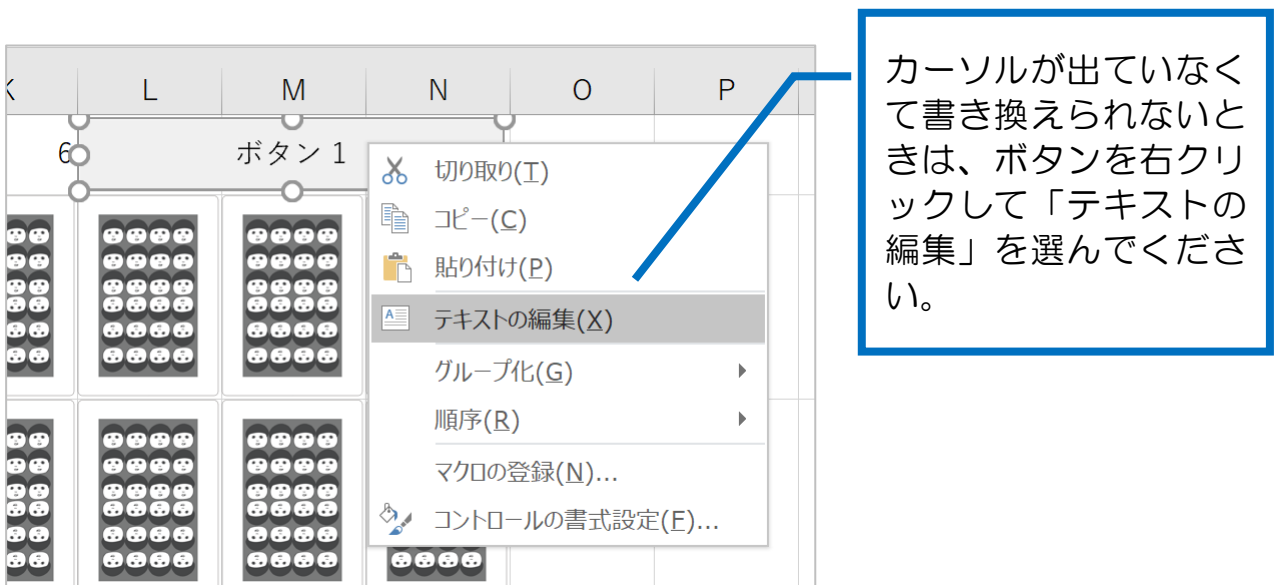 K L M N O P
6
ボタン 1
切り取り(T)
コピー(C)
貼り付け(P)
テキストの編集(X)
グループ化(G)
順序(R)
マクロの登録(N)...
コントロールの書式設定(F)...
カーソルが出ていなく
て書き換えられないと
きは、ボタンを右クリ
ックして「テキストの
編集」を選んでくださ
い。